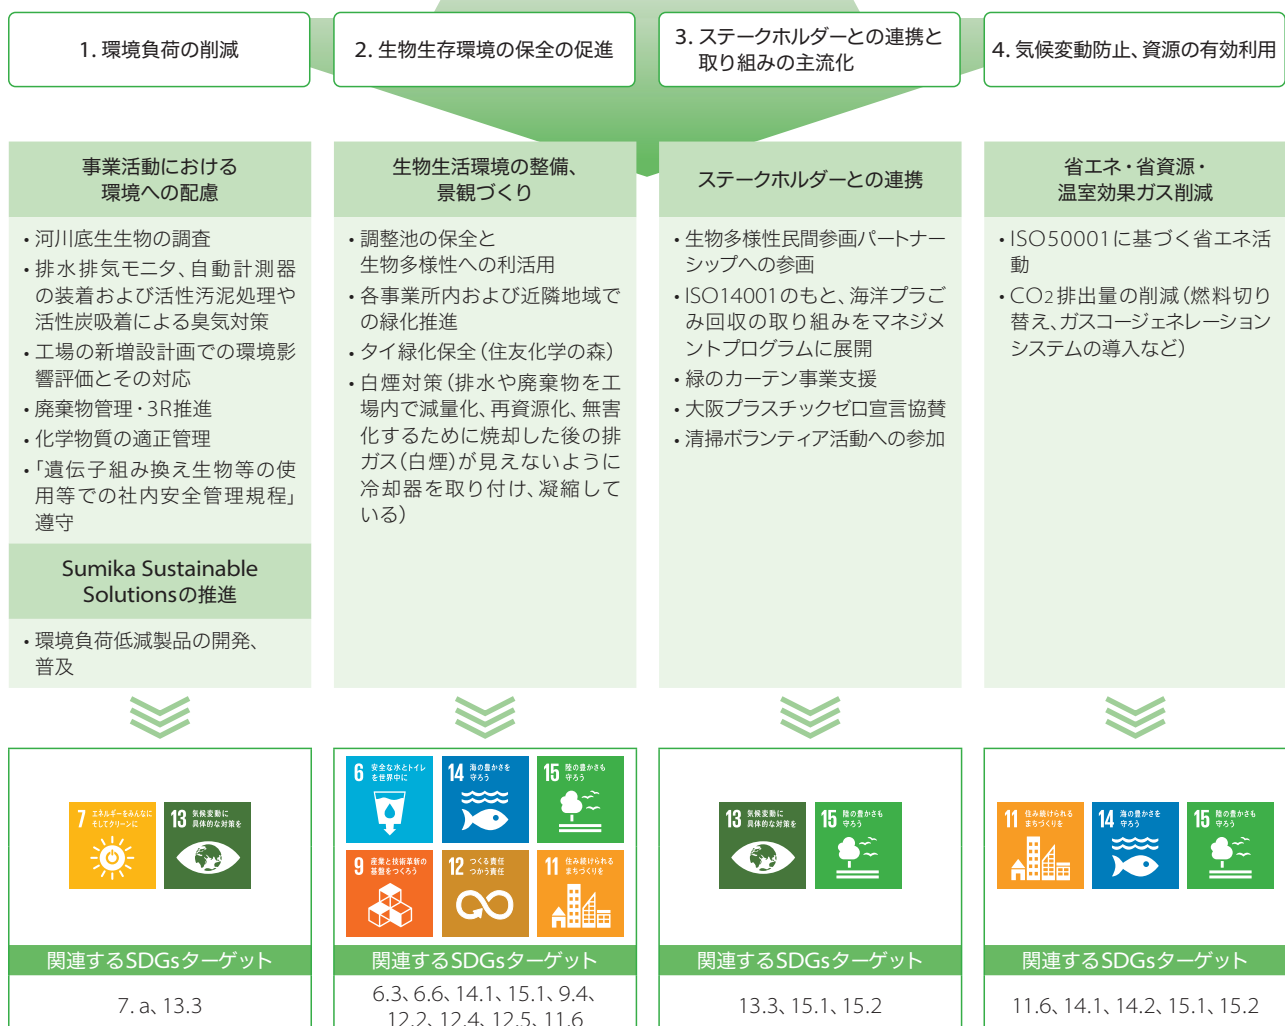 1. 環境負荷の削減
2. 生物生存環境の保全の促進
3. ステークホルダーとの連携と
取り組みの主流化
4. 気候変動防止、資源の有効利用
事業活動における
環境への配慮
・河川底生生物の調査
・排水排気モニタ、自動計測器
の装着および活性汚泥処理や
活性炭吸着による臭気対策
・工場の新増設計画での環境影
響評価とその対応
・廃棄物管理・3R推進
・化学物質の適正管理
・「遺伝子組み換え生物等の使
用等での社内安全管理規程」
遵守
Sumika Sustainable
Solutionsの推進
・環境負荷低減製品の開発、
普及
生物生活環境の整備、
景観づくり
・調整池の保全と
生物多様性への利活用
・各事業所内および近隣地域で
の緑化推進
・タイ緑化保全（住友化学の森）
・白煙対策（排水や廃棄物を工
場内で減量化、再資源化、無害
化するために焼却した後の排
ガス（白煙）が見えないように
冷却器を取り付け、凝縮して
いる）
ステークホルダーとの連携
・生物多様性民間参画パートナー
シップへの参画
・ISO14001のもと、海洋プラご
み回収の取り組みをマネジメ
ントプログラムに展開
・緑のカーテン事業支援
・大阪プラスチックゼロ宣言協賛
・清掃ボランティア活動への参加
省エネ・省資源・
温室効果ガス削減
・ISO50001に基づく省エネ活
動
・CO2排出量の削減（燃料切り
替え、ガスコージェネレーション
システムの導入など）
7 エネルギーをみんなに
そしてクリーンに
13 気候変動に
具体的な対策を
関連するSDGsターゲット
7. a、13.3
6 安全な水とトイレ
を世界中に
14 海の豊かさを
守ろう
15 陸の豊かさも
守ろう
9 産業と技術革新の
基盤をつくろう
12 つくる責任
つかう責任
11 住み続けられる
まちづくりを
関連するSDGsターゲット
6.3、6.6、14.1、15.1、9.4、
12.2、12.4、12.5、11.6
13 気候変動に
具体的な対策を
15 陸の豊かさも
守ろう
関連するSDGsターゲット
13.3、15.1、15.2
11 住み続けられる
まちづくりを
14 海の豊かさを
守ろう
15 陸の豊かさも
守ろう
関連するSDGsターゲット
11.6、14.1、14.2、15.1、15.2